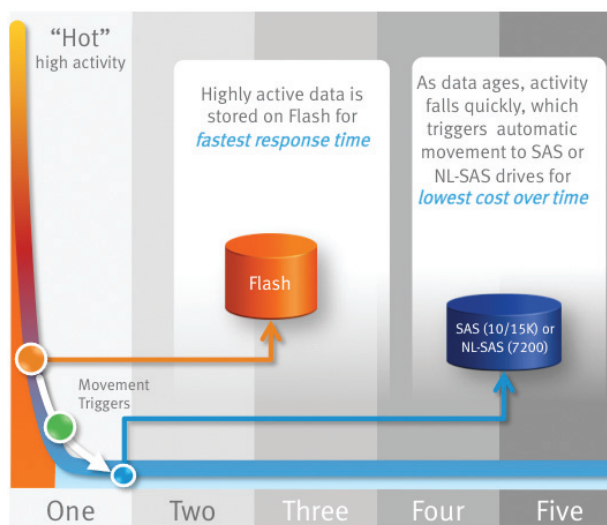 “Hot”
high activity
Highly active data is
stored on Flash for
fastest response time
As data ages, activity
falls quickly, which
triggers automatic
movement to SAS or
NL-SAS drives for
lowest cost over time
Flash
SAS (10/15K) or
NL-SAS (7200)
Movement
Triggers
One Two Three Four Five